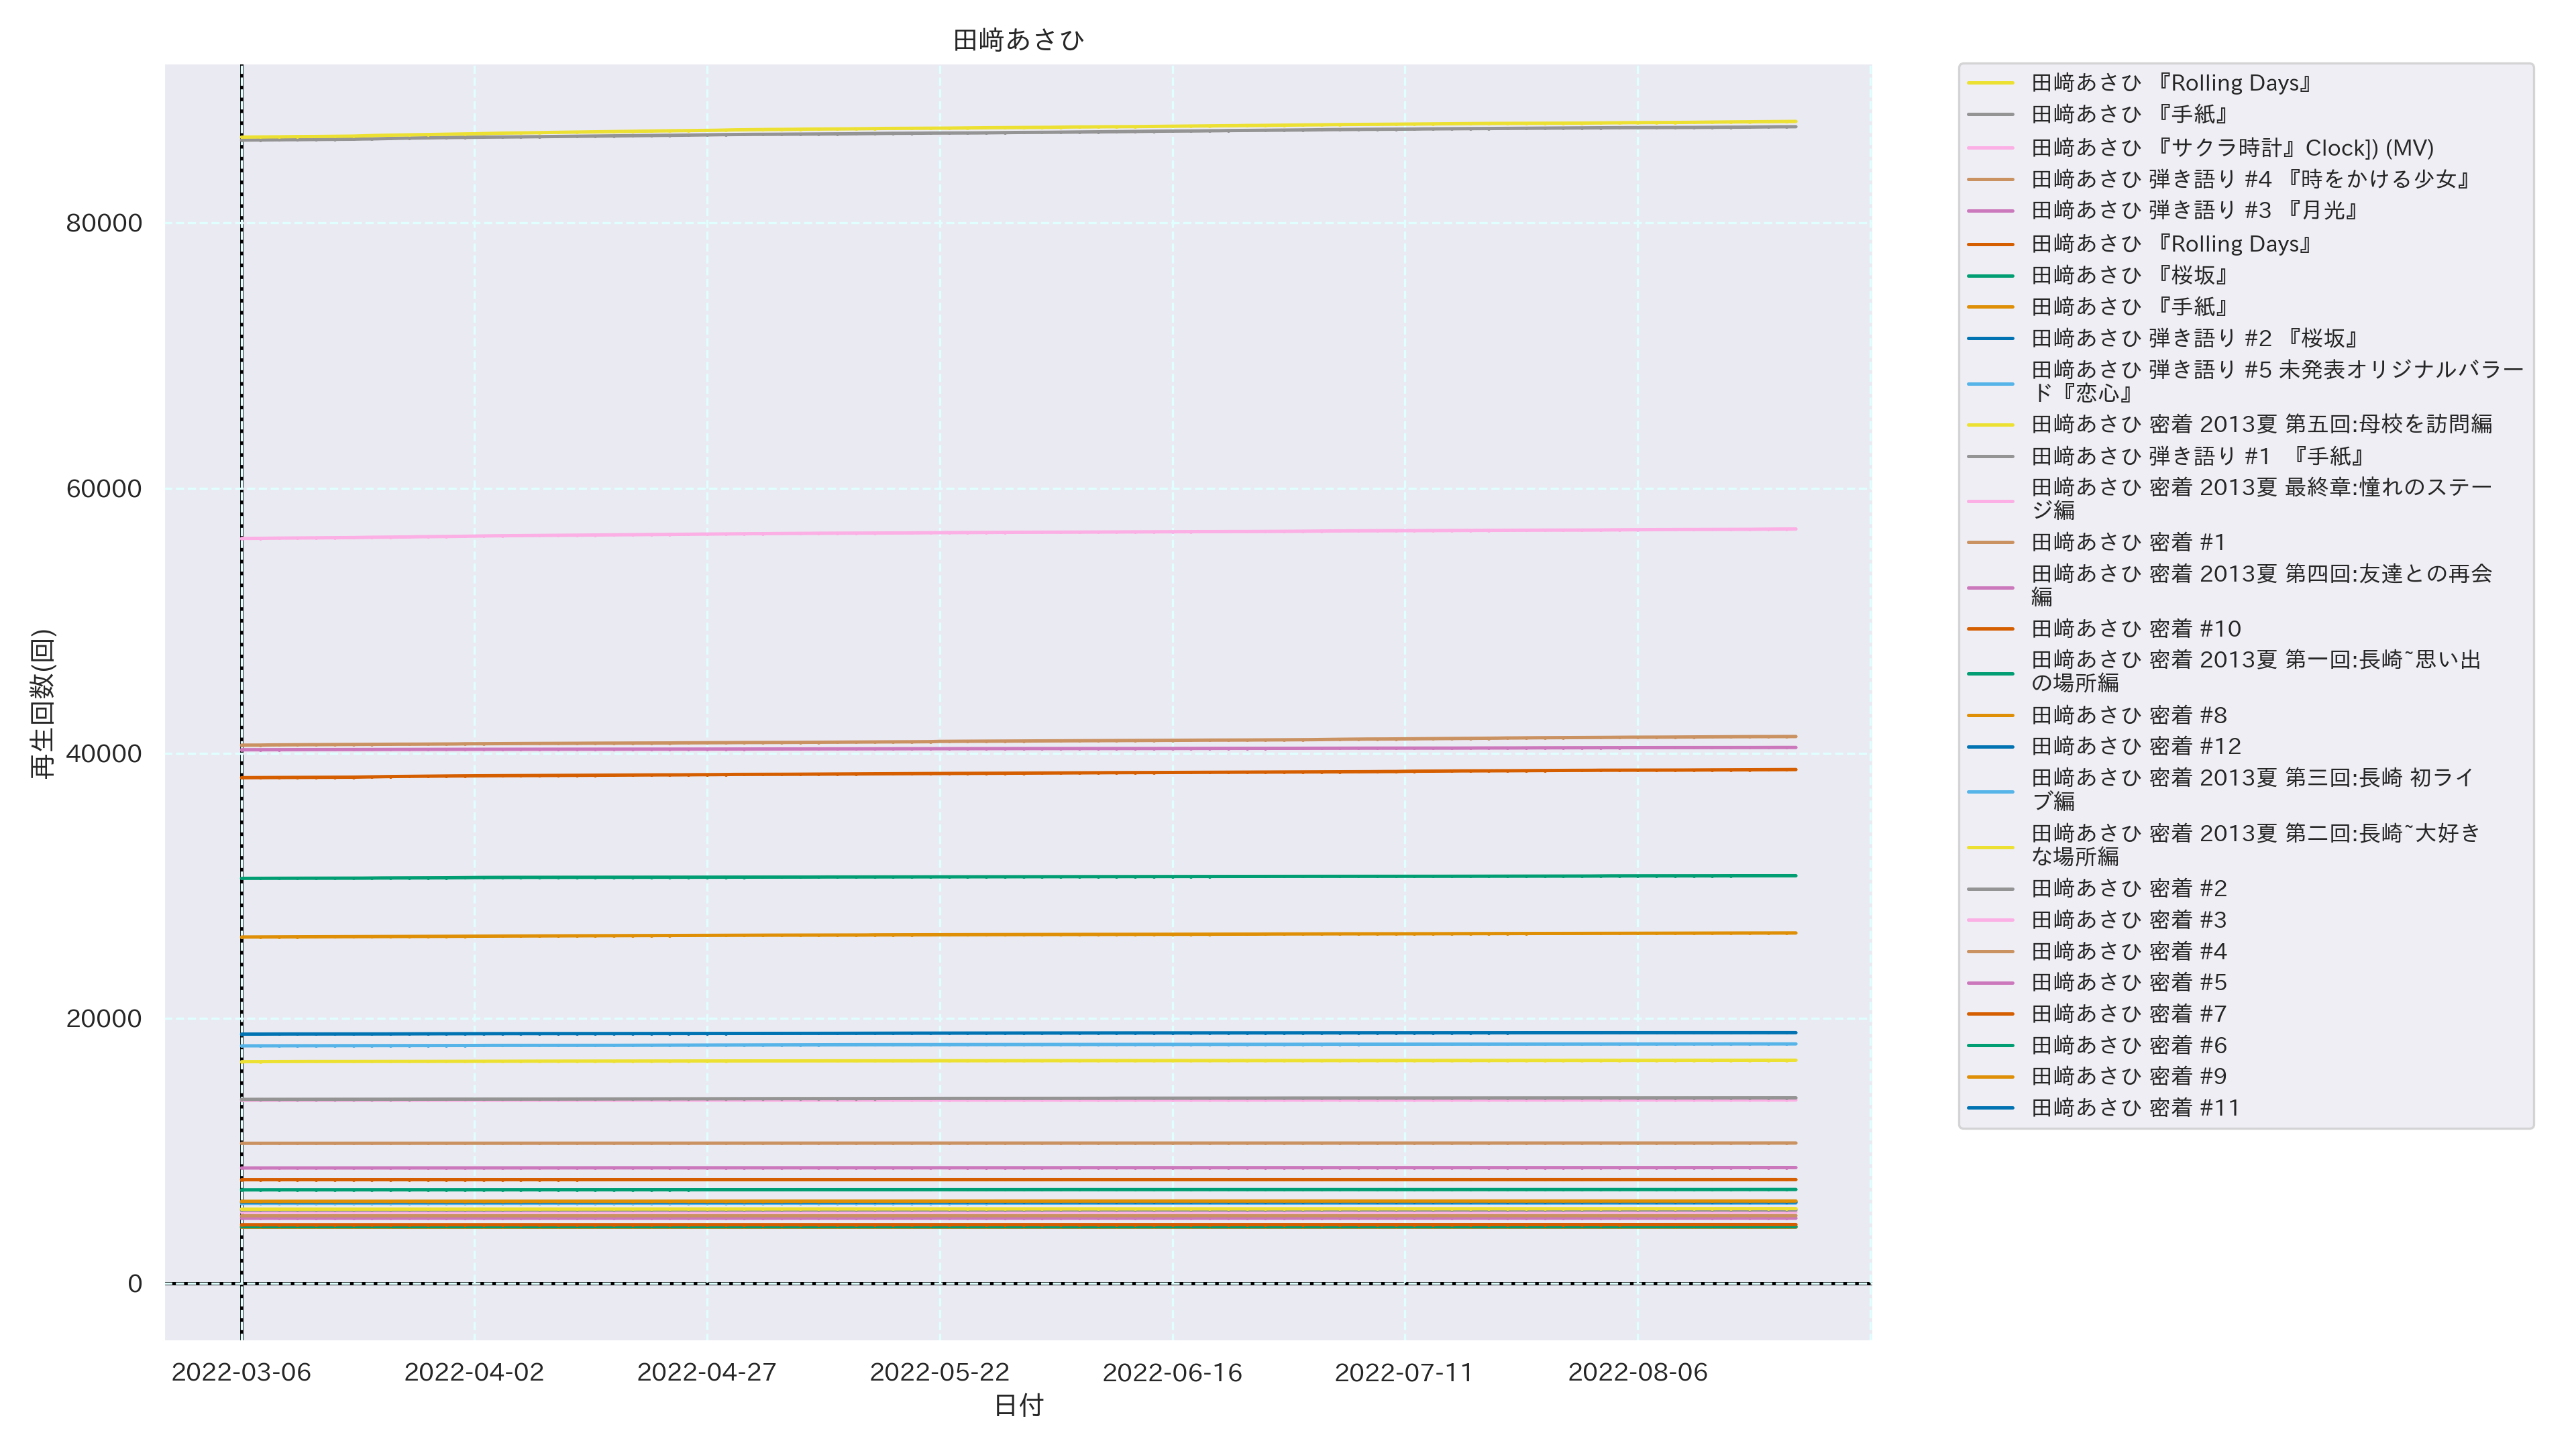 田﨑あさひ
再生回数(回)
80000
60000
40000
20000
0
2022-03-06
2022-04-02
2022-04-27
2022-05-22
2022-06-16
2022-07-11
2022-08-06
日付
田﨑あさひ 『Rolling Days』
田﨑あさひ 『手紙』
田﨑あさひ 『サクラ時計』Clock]) (MV)
田﨑あさひ 弾き語り #4 『時をかける少女』
田﨑あさひ 弾き語り #3 『月光』
田﨑あさひ 『Rolling Days』
田﨑あさひ 『桜坂』
田﨑あさひ 『手紙』
田﨑あさひ 弾き語り #2 『桜坂』
田﨑あさひ 弾き語り #5 未発表オリジナルバラー
ド『恋心』
田﨑あさひ 密着 2013夏 第五回:母校を訪問編
田﨑あさひ 弾き語り #1 『手紙』
田﨑あさひ 密着 2013夏 最終章:憧れのステー
ジ編
田﨑あさひ 密着 #1
田﨑あさひ 密着 2013夏 第四回:友達との再会
編
田﨑あさひ 密着 #10
田﨑あさひ 密着 2013夏 第一回:長崎~思い出
の場所編
田﨑あさひ 密着 #8
田﨑あさひ 密着 #12
田﨑あさひ 密着 2013夏 第三回:長崎 初ライ
ブ編
田﨑あさひ 密着 2013夏 第二回:長崎~大好き
な場所編
田﨑あさひ 密着 #2
田﨑あさひ 密着 #3
田﨑あさひ 密着 #4
田﨑あさひ 密着 #5
田﨑あさひ 密着 #7
田﨑あさひ 密着 #6
田﨑あさひ 密着 #9
田﨑あさひ 密着 #11